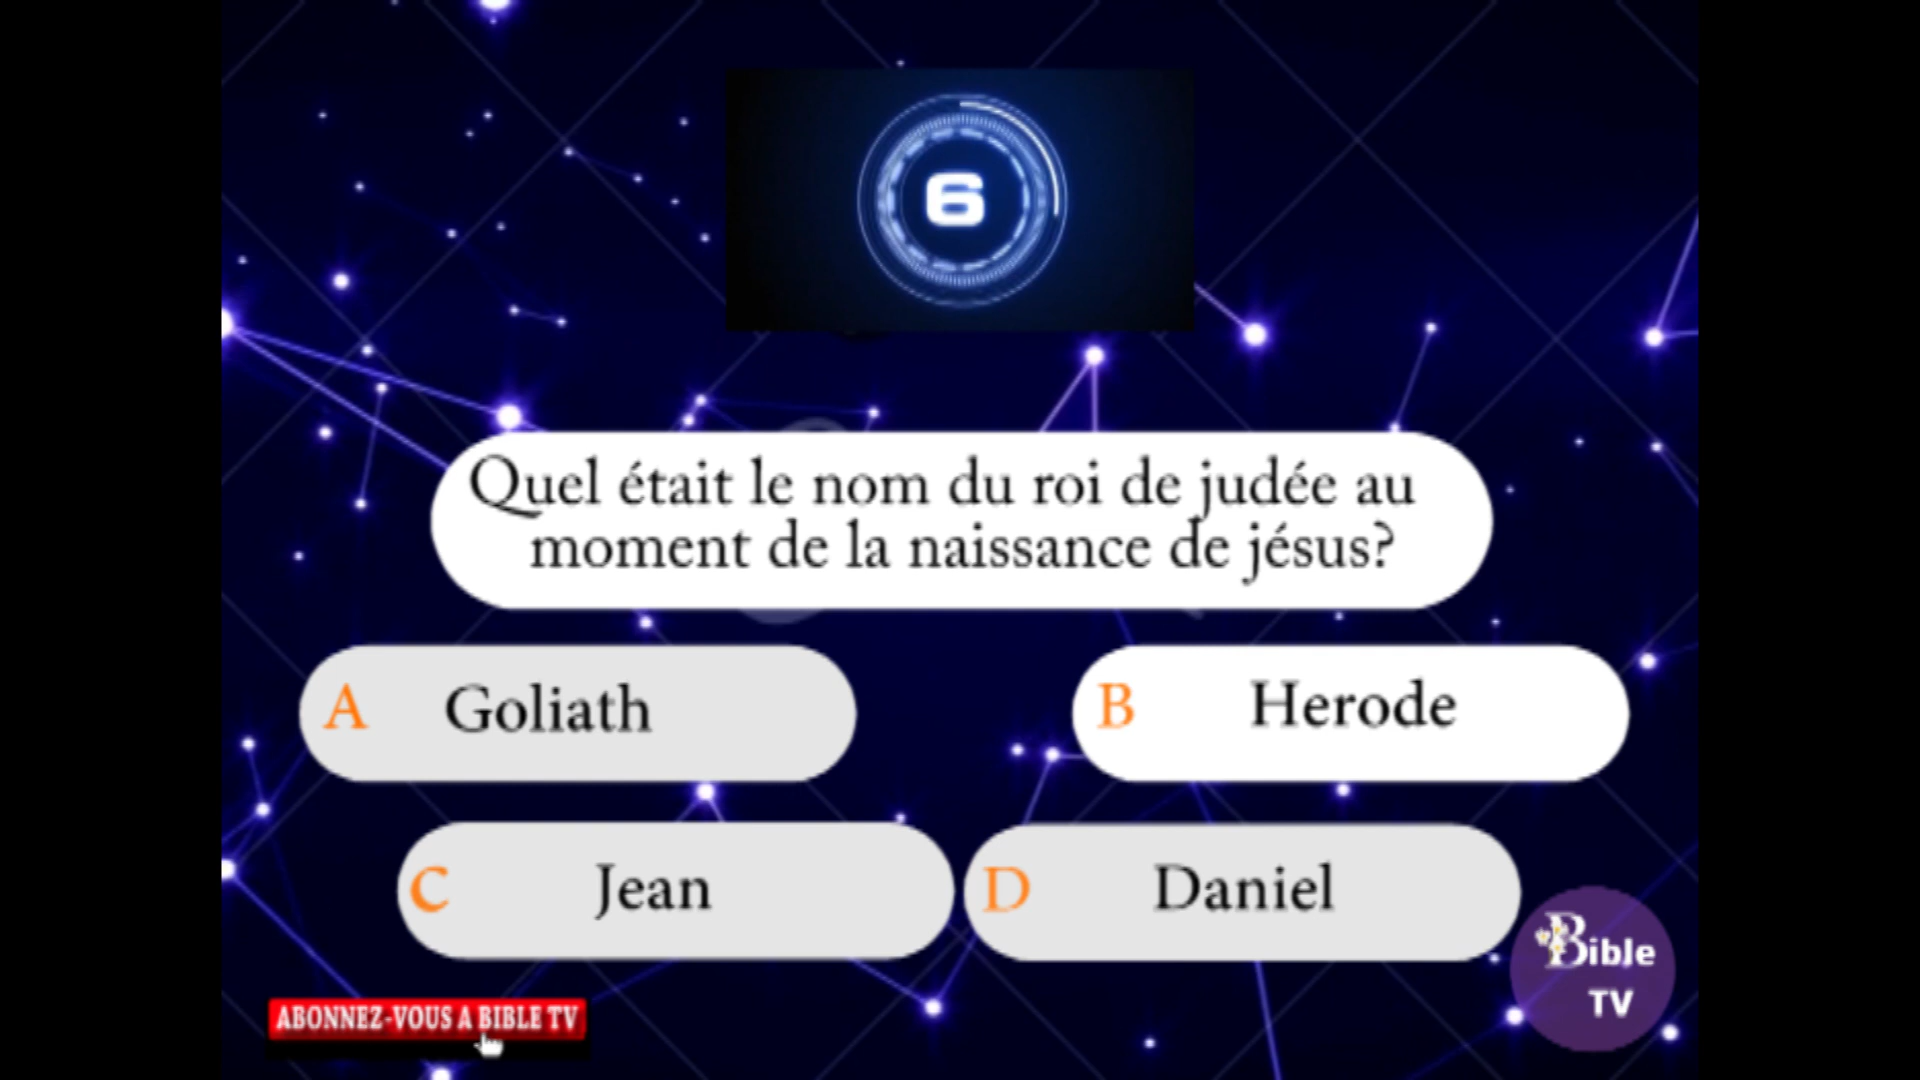 6
Quel était le nom du roi de judée au
moment de la naissance de jésus?
A Goliath
B Herode
C Jean
D Daniel
Bible
TV
ABONNEZ-VOUS A BIBLE TV